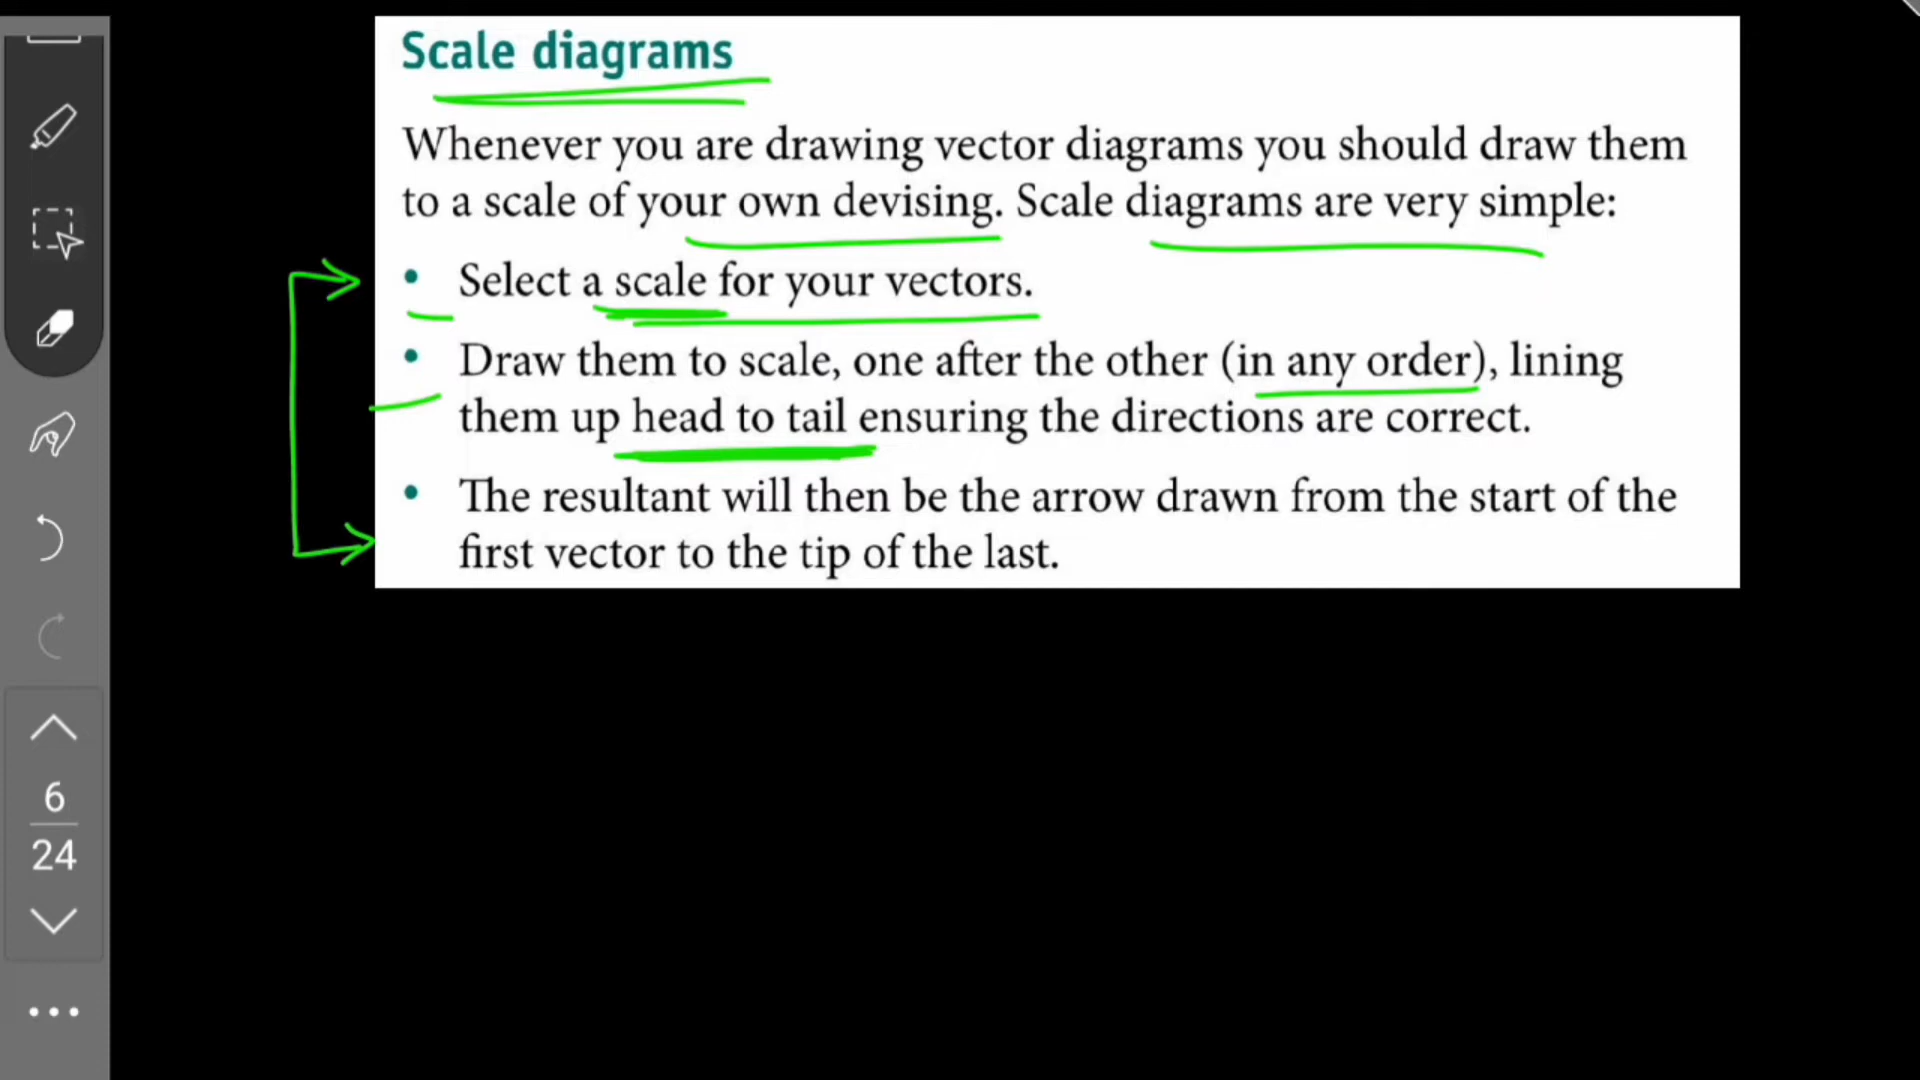 Scale diagrams
Whenever you are drawing vector diagrams you should draw them
to a scale of your own devising. Scale diagrams are very simple:
• Select a scale for your vectors.
• Draw them to scale, one after the other (in any order), lining
them up head to tail ensuring the directions are correct.
• The resultant will then be the arrow drawn from the start of the
first vector to the tip of the last.
6
24